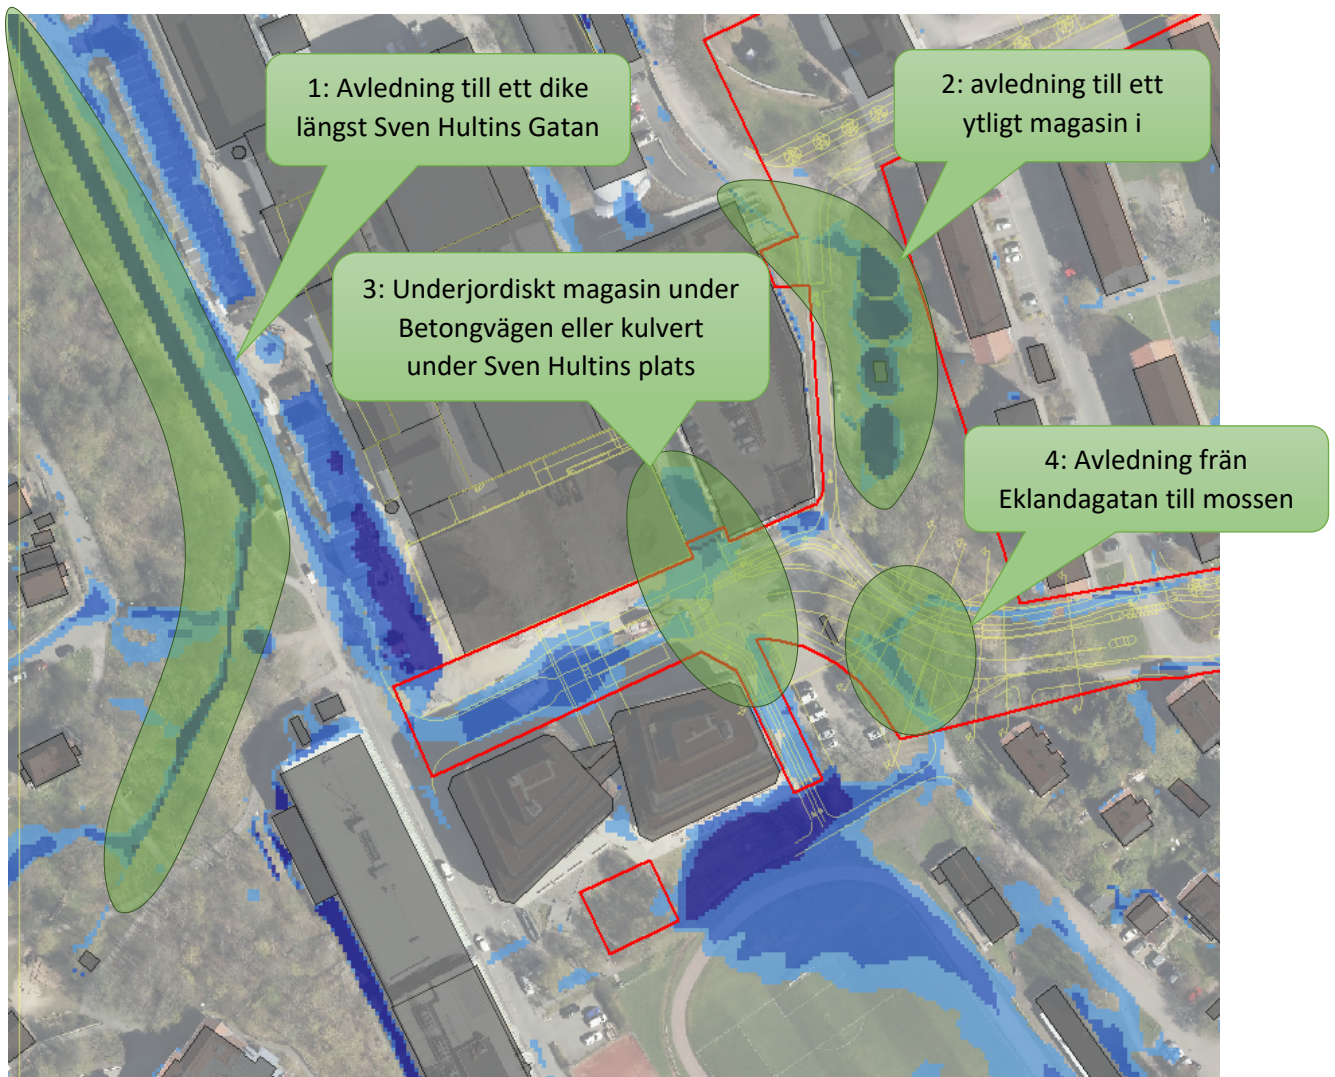 1: Avledning till ett dike
längst Sven Hultins Gatan
2: avledning till ett
ytligt magasin i
3: Underjordiskt magasin under
Betongvägen eller kulvert
under Sven Hultins plats
4: Avledning frän
Eklandagatan till mossen